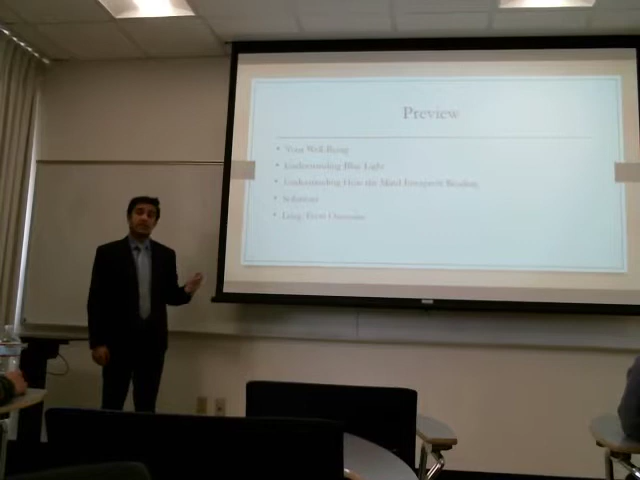 Preview
• Your Well-Being
• Understanding Blue Light
• Understanding How the Mind Interprets Reading
• Solutions
• Long-Term Outcome